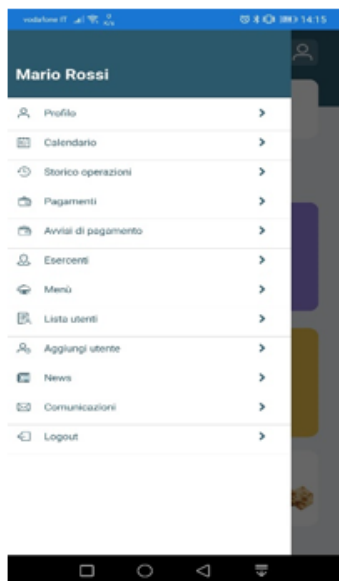 vodafone IT
14:15
Mario Rossi
Profilo
Calendario
Storico operazioni
Pagamenti
Avvisi di pagamento
Esercenti
Menù
Lista utenti
Aggiungi utente
News
Comunicazioni
Logout